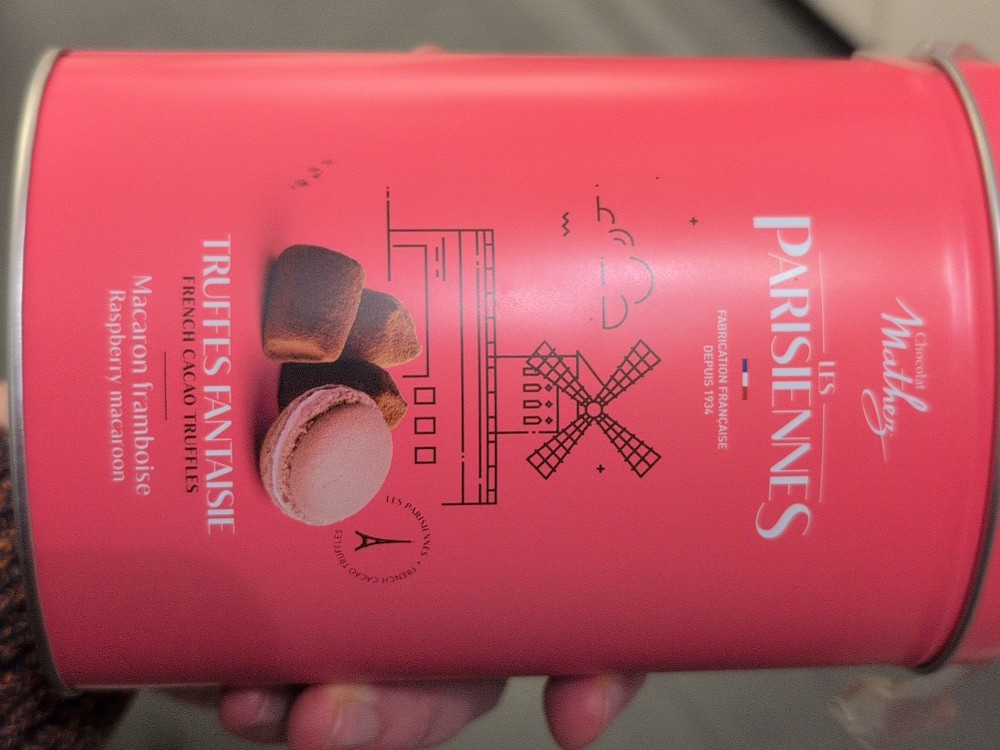 Chocolat
Mathez
LES
PARISIENNES
FABRICATION FRANÇAISE
DEPUIS 1934
LES PARISIENNES • FRENCH CACAO TRUFFLES
TRUFFES FANTAISIE
FRENCH CACAO TRUFFLES
Macaron framboise
Raspberry macaroon